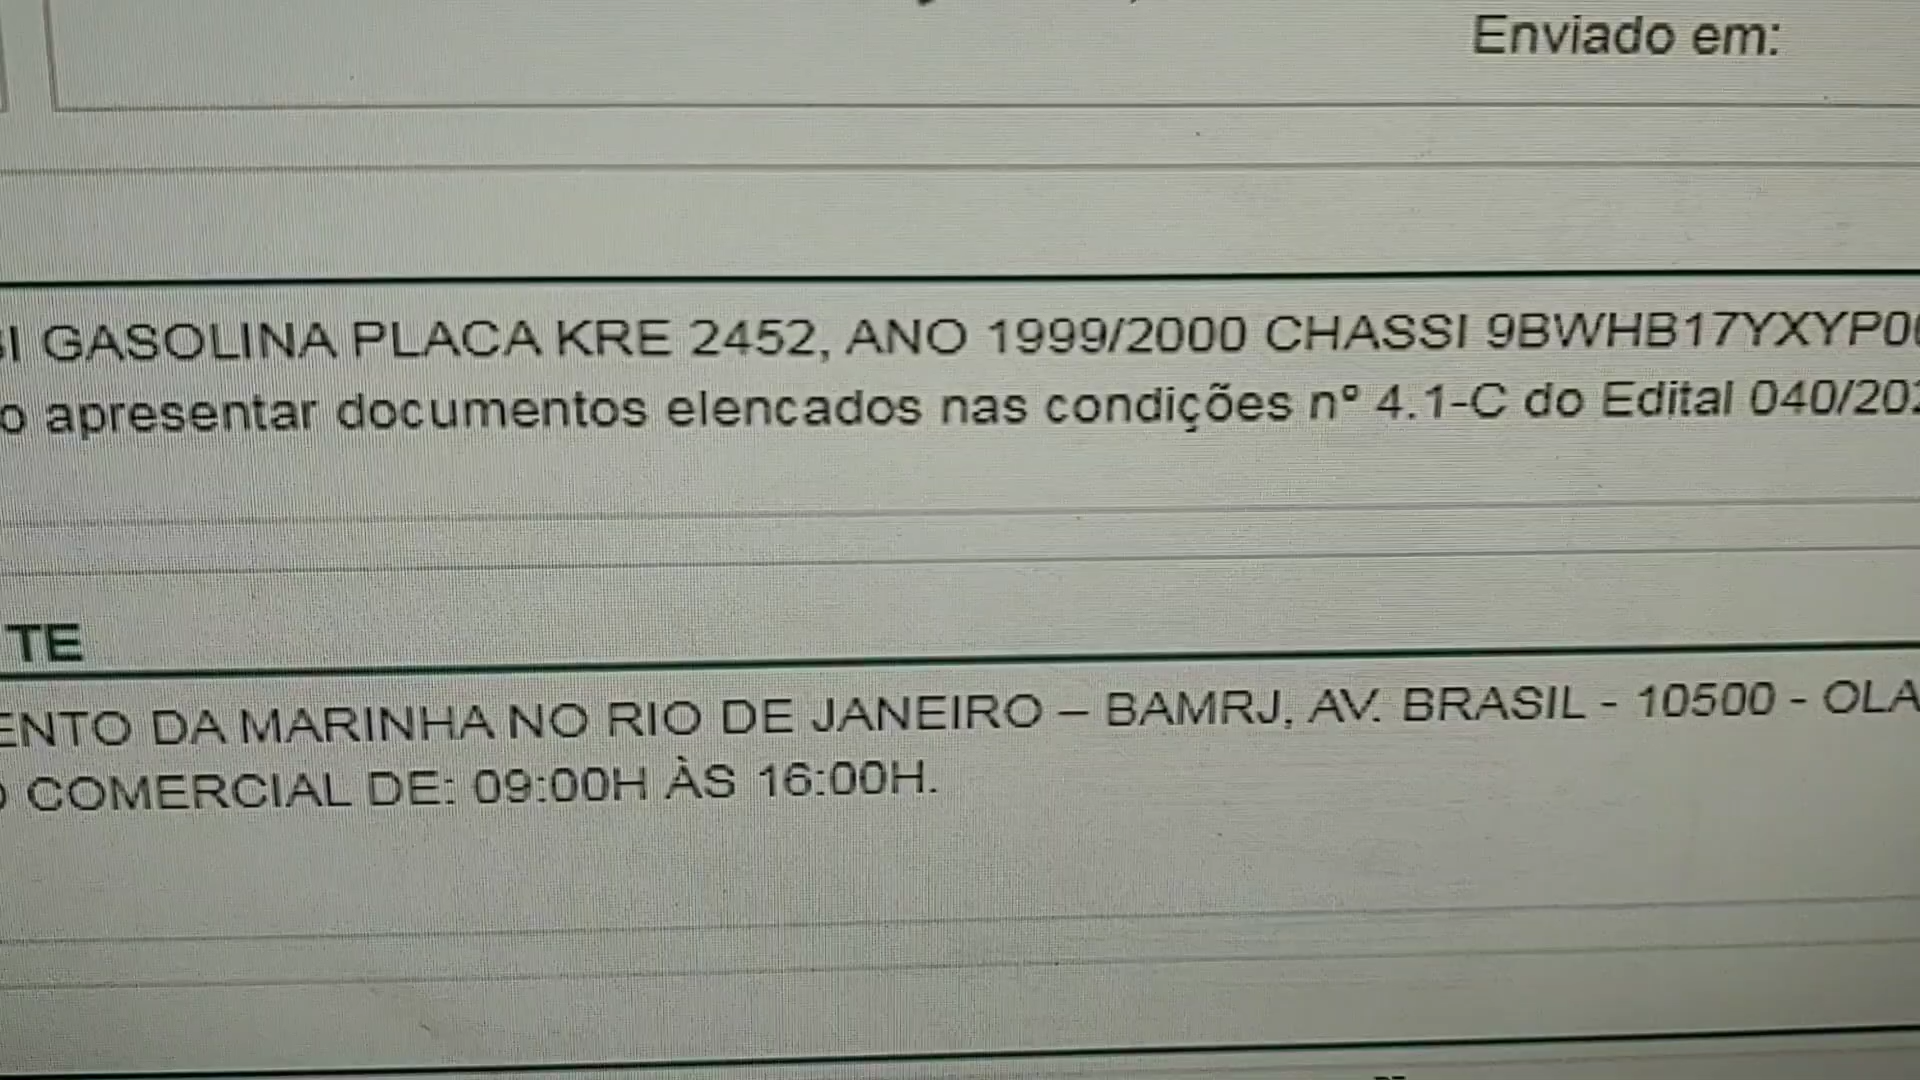 Enviado em:
I GASOLINA PLACA KRE 2452, ANO 1999/2000 CHASSI 9BWHB17YXYP0
o apresentar documentos elencados nas condições nº 4.1-C do Edital 040/202
TE
ENTO DA MARINHA NO RIO DE JANEIRO – BAMRJ, AV. BRASIL - 10500 - OLA
O COMERCIAL DE: 09:00H ÀS 16:00H.